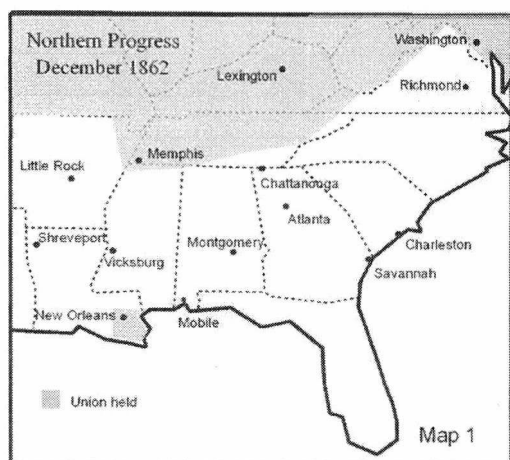 Northern Progress
December 1862
Washington
Lexington
Richmond
Memphis
Little Rock
Chattanouga
Atlanta
Shreveport
Vicksburg
Montgomery
Charleston
Savannah
New Orleans
Mobile
Union held
Map 1